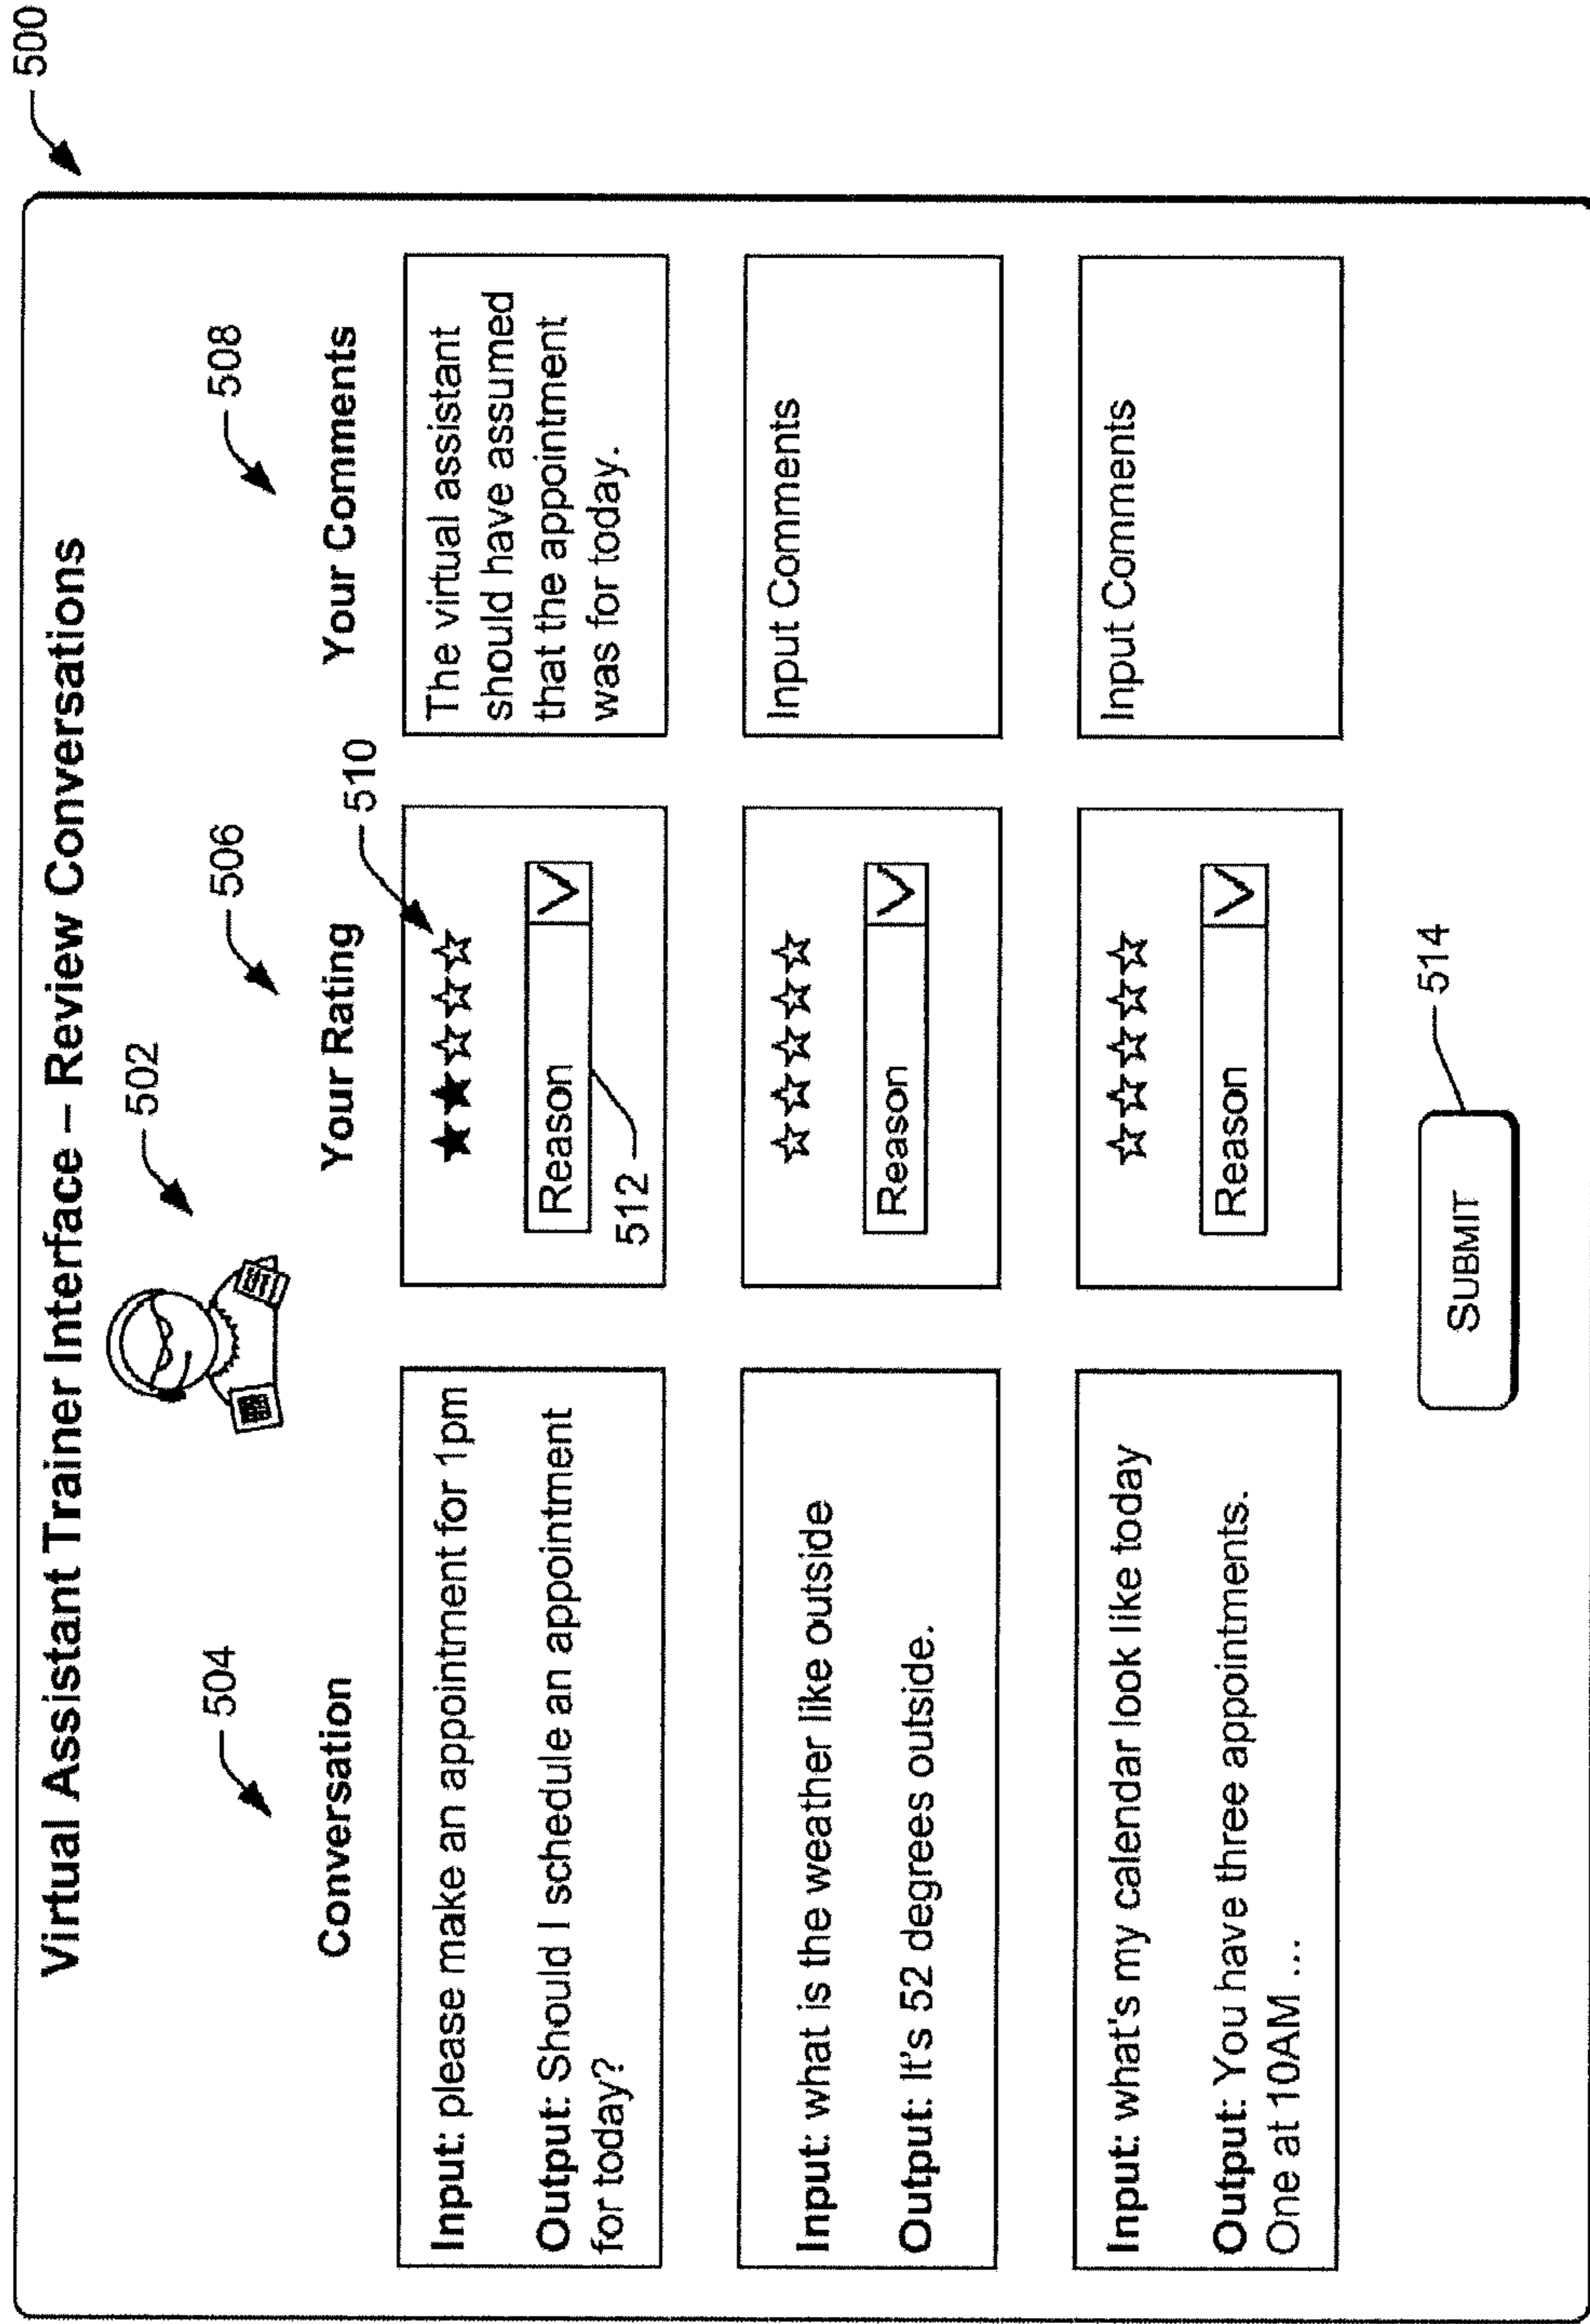 500
Virtual Assistant Trainer Interface – Review Conversations
502
504
506
508
Conversation
Your Rating
Your Comments
Input: please make an appointment for 1pm
Output: Should I schedule an appointment
for today?
510
Reason
512
The virtual assistant
should have assumed
that the appointment
was for today.
Input: what is the weather like outside
Output: It's 52 degrees outside.
Reason
Input Comments
Input: what's my calendar look like today
Output: You have three appointments.
One at 10AM ...
Reason
Input Comments
SUBMIT
514